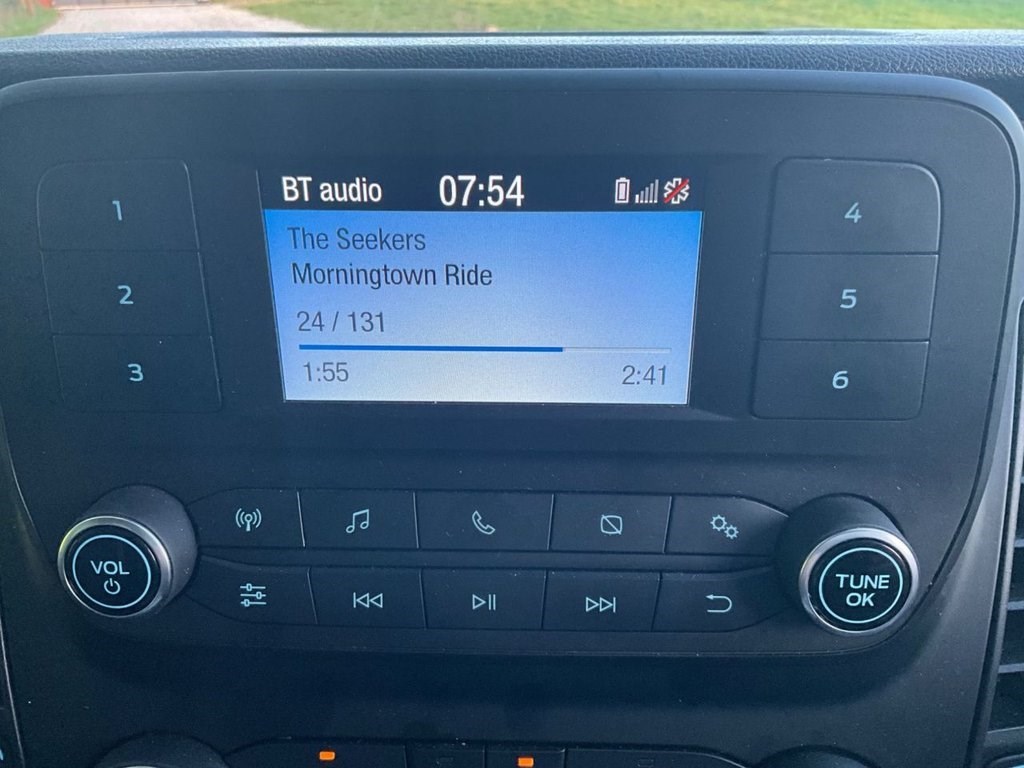 BT audio 07:54
The Seekers
Morningtown Ride
24 / 131
1:55 2:41
1
2
3
4
5
6
VOL
TUNE
OK